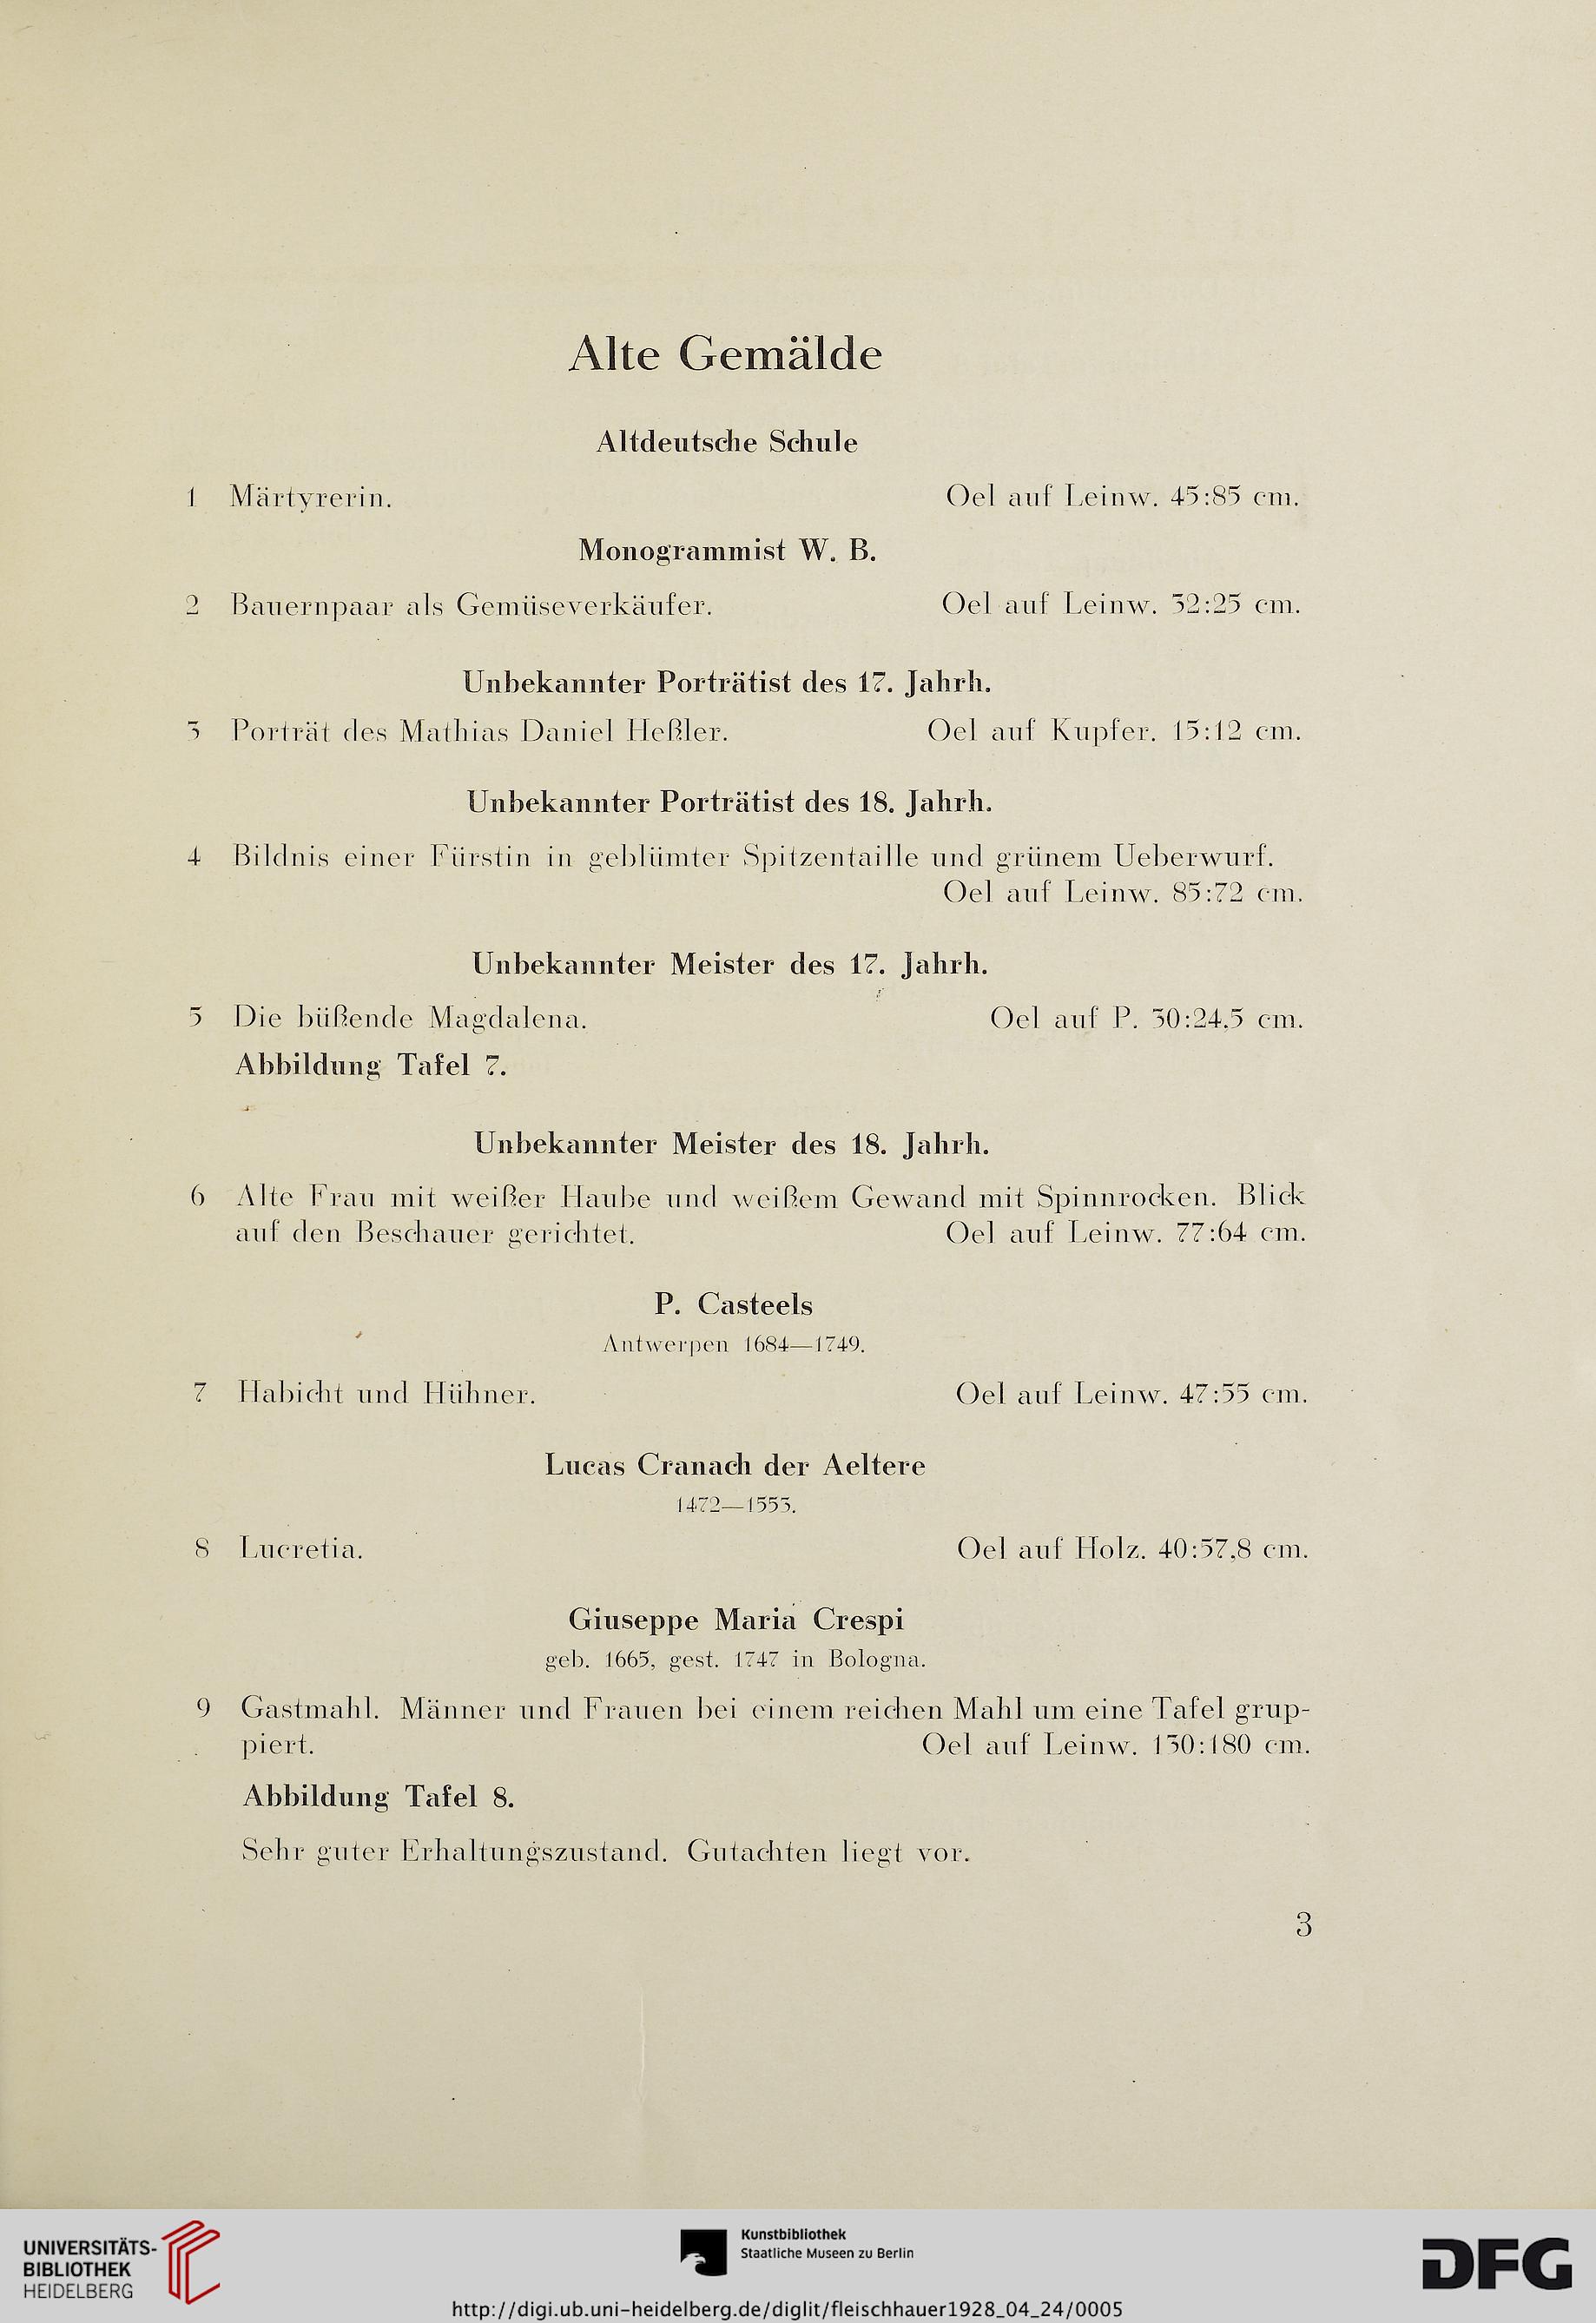 Alte Gemälde
Altdeutsche Schule
1 Märtyrerin. Oel auf Leinw. 45:85 cm.
Monogrammist W. B.
2 Bauernpaar als Gemüseverkäufer. Oel auf Leinw. 32:25 cm.
Unbekannter Porträtist des 17. Jahrh.
3 Porträt des Mathias Daniel Heßler. Oel auf Kupfer. 15:12 cm.
Unbekannter Porträtist des 18. Jahrh.
4 Bildnis einer Fürstin in geblümter Spitzentaille und grünem Ueberwurf.
Oel auf Leinw. 85:72 cm.
Unbekannter Meister des 17. Jahrh.
5 Die büßende Magdalena. Oel auf P. 30:24,5 cm.
Abbildung Tafel 7.
Unbekannter Meister des 18. Jahrh.
6 Alte Frau mit weißer Haube und weißem Gewand mit Spinnrocken. Blick
auf den Beschauer gerichtet. Oel auf Leinw. 77:64 cm.
P. Casteels
Antwerpen 1684—1749.
7 Habicht und Hühner. Oel auf Leinw. 47:55 cm.
Lucas Cranach der Aeltere
1472—1553.
8 Lucretia. Oel auf Holz. 40:57,8 cm.
Giuseppe Maria Crespi
geb. 1665, gest. 1747 in Bologna.
9 Gastmahl. Männer und Frauen bei einem reichen Mahl um eine Tafel grup-
piert. Oel auf Leinw. 130:180 cm.
Abbildung Tafel 8.
Sehr guter Erhaltungszustand. Gutachten liegt vor.
3
UNIVERSITÄTS-
BIBLIOTHEK
HEIDELBERG
Kunstbibliothek
Staatliche Museen zu Berlin
DFG
http://digi.ub.uni-heidelberg.de/diglit/fleischhauer1928_04_24/0005